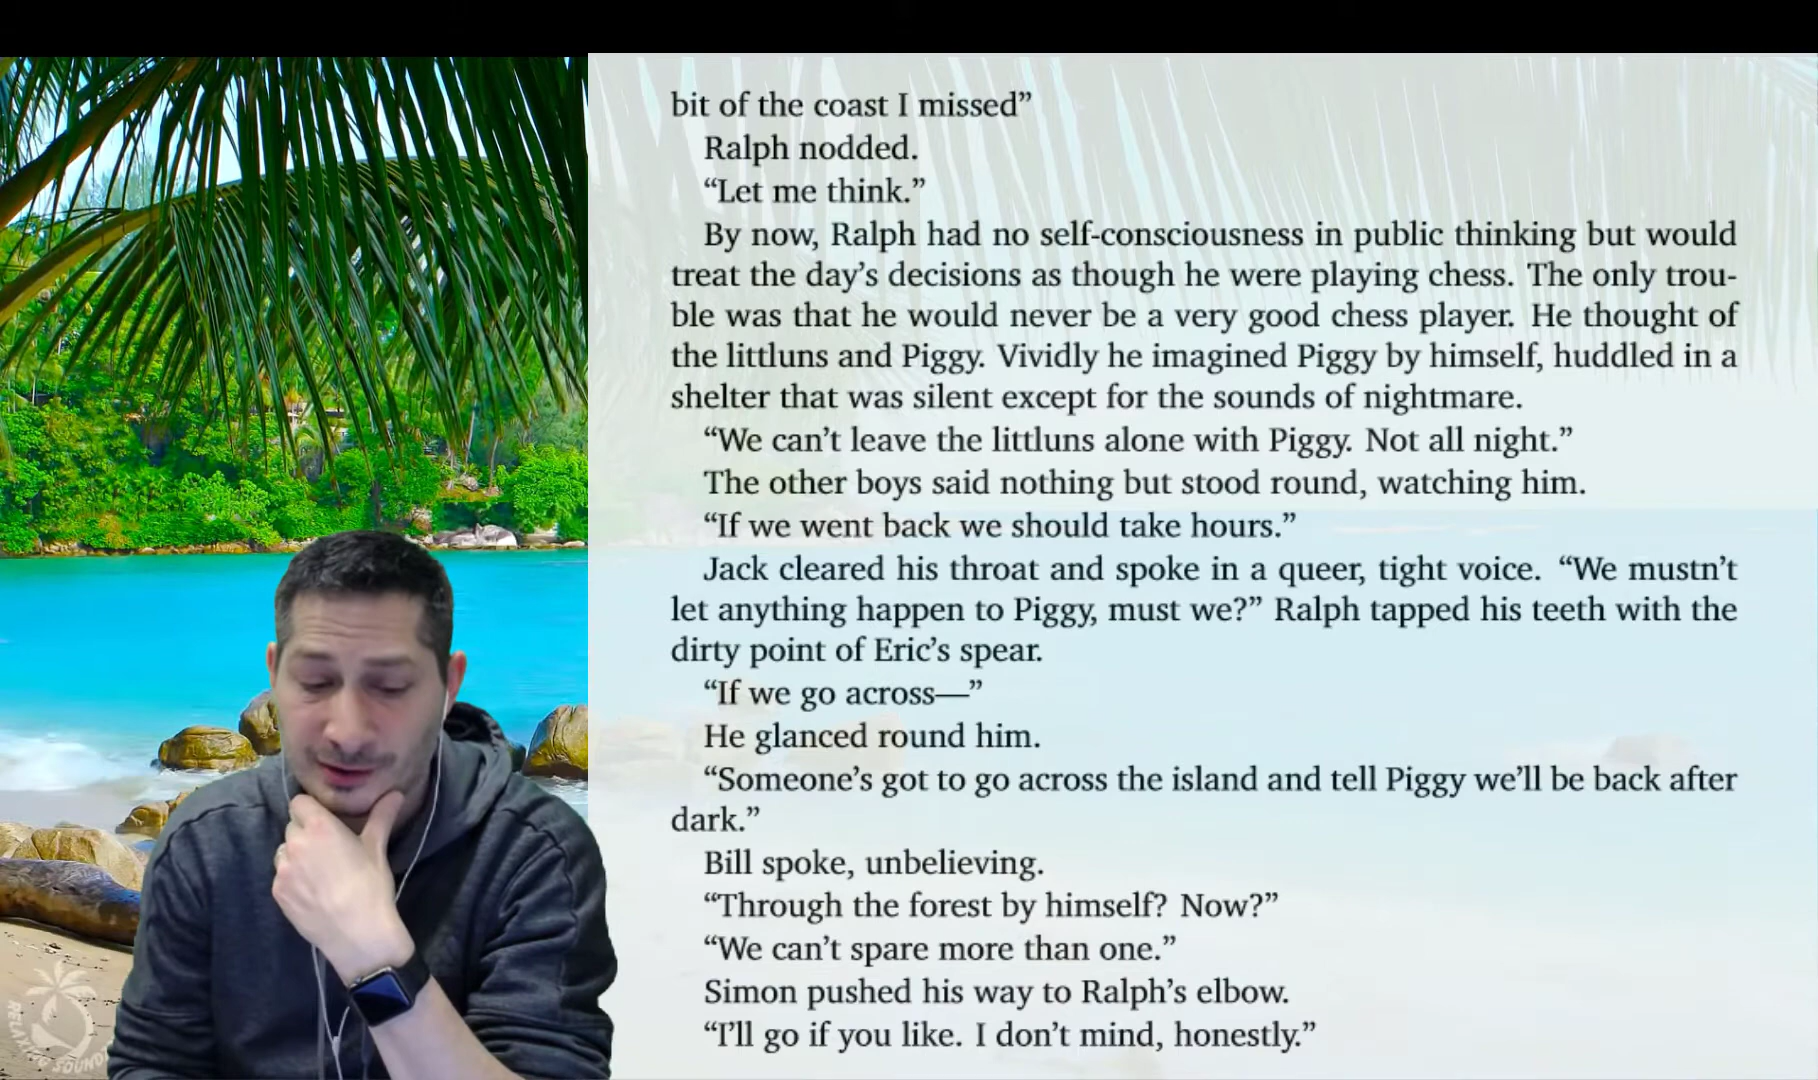 bit of the coast I missed”
Ralph nodded.
“Let me think.”
By now, Ralph had no self-consciousness in public thinking but would
treat the day’s decisions as though he were playing chess. The only trou-
ble was that he would never be a very good chess player. He thought of
the littluns and Piggy. Vividly he imagined Piggy by himself, huddled in a
shelter that was silent except for the sounds of nightmare.
“We can’t leave the littluns alone with Piggy. Not all night.”
The other boys said nothing but stood round, watching him.
“If we went back we should take hours.”
Jack cleared his throat and spoke in a queer, tight voice. “We mustn’t
let anything happen to Piggy, must we?” Ralph tapped his teeth with the
dirty point of Eric’s spear.
“If we go across—”
He glanced round him.
“Someone’s got to go across the island and tell Piggy we’ll be back after
dark.”
Bill spoke, unbelieving.
“Through the forest by himself? Now?”
“We can’t spare more than one.”
Simon pushed his way to Ralph’s elbow.
“I’ll go if you like. I don’t mind, honestly.”
RELAXING SOUNDS